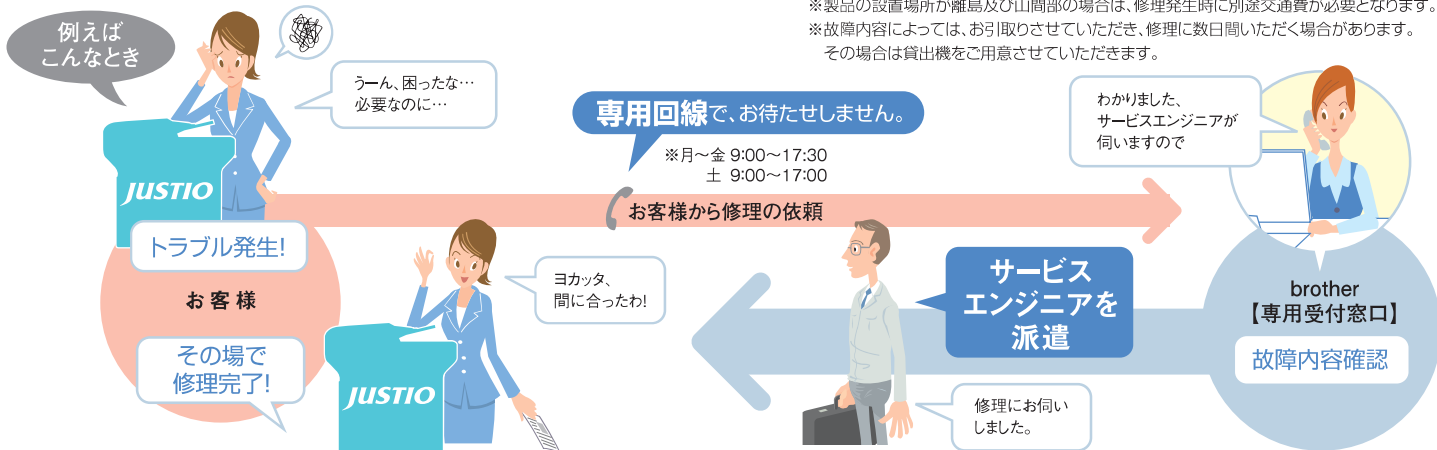 ※製品の設置場所が離島及び山間部の場合は、修理発生時に別途交通費が必要となります。
※故障内容によっては、お引取りさせていただき、修理に数日間いただく場合があります。
その場合は貸出機をご用意させていただきます。
例えば
こんなとき
うーん、困ったな…
必要なのに…
専用回線で、お待たせしません。
※月～金 9:00～17:30
土 9:00～17:00
わかりました、
サービスエンジニアが
伺いますので
JUSTIO
お客様から修理の依頼
トラブル発生!
お客様
ヨカッタ、
間に合ったわ!
サービス
エンジニアを
派遣
brother
【専用受付窓口】
故障内容確認
その場で
修理完了!
JUSTIO
修理にお伺い
しました。